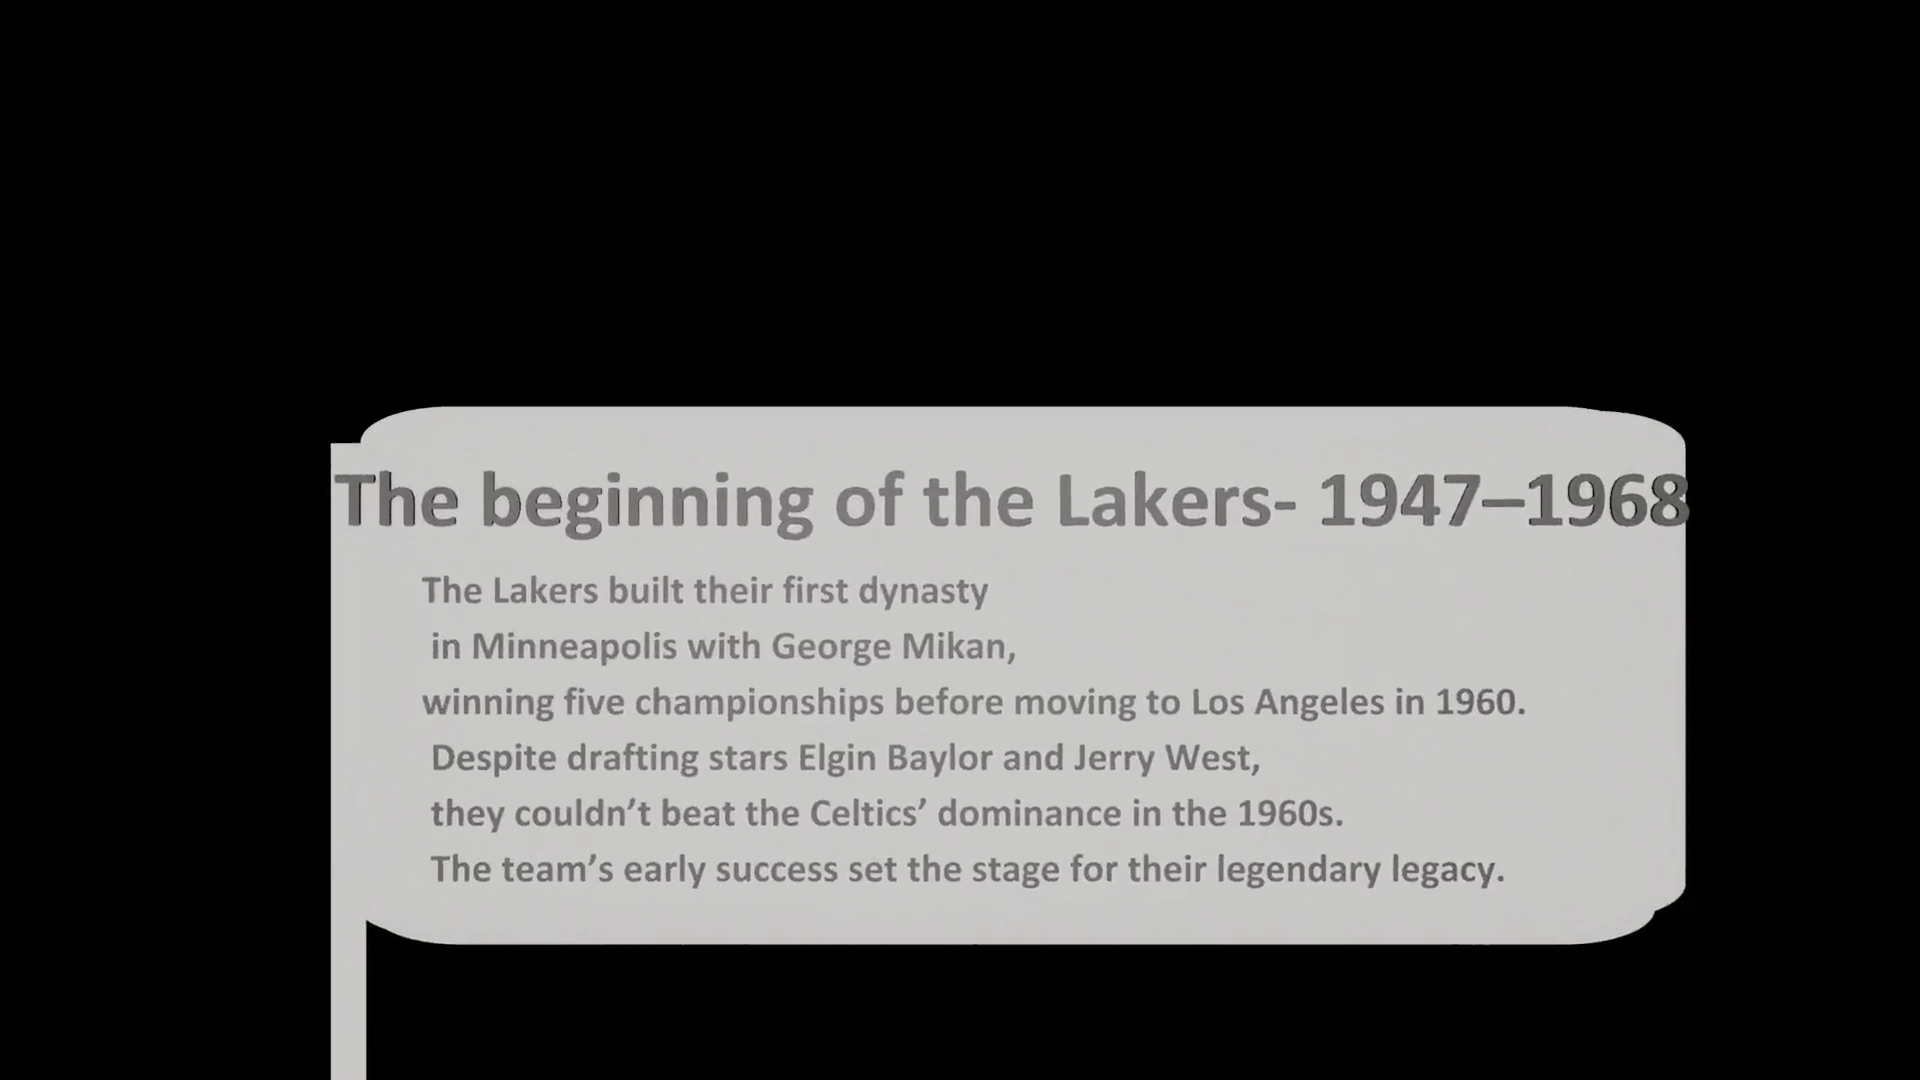 The beginning of the Lakers- 1947–1968
The Lakers built their first dynasty
in Minneapolis with George Mikan,
winning five championships before moving to Los Angeles in 1960.
Despite drafting stars Elgin Baylor and Jerry West,
they couldn’t beat the Celtics’ dominance in the 1960s.
The team’s early success set the stage for their legendary legacy.